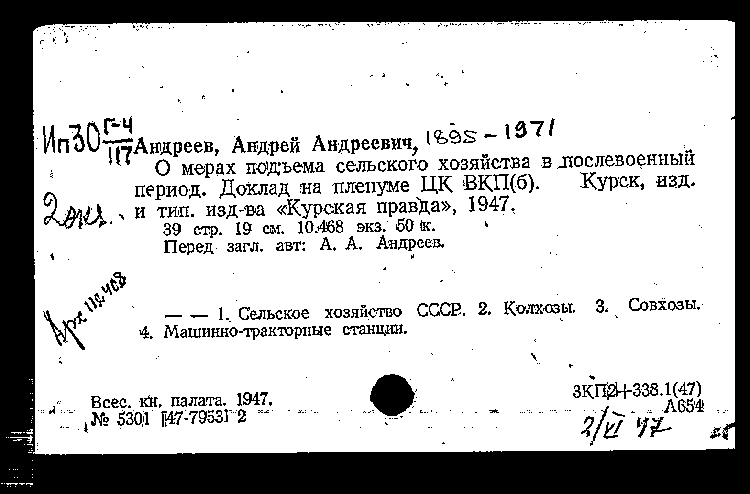 Ип30 Г-4/117
Андреев, Андрей Андреевич, 1895 - 1971
О мерах подъема сельского хозяйства в послевоенный
период. Доклад на пленуме ЦК ВКП(б). Курск, изд.
2 экз. и тип. изд-ва «Курская правда», 1947.
39 стр. 19 см. 10.468 экз. 50 к.
Перед загл. авт: А. А. Андреев.
Арх 112408
— — 1. Сельское хозяйство СССР. 2. Колхозы. 3. Совхозы.
4. Машинно-тракторные станции.
Всес. кн. палата. 1947.
№ 5301 [47-7953] 2
3КП2+338.1(47)
А654
2/VI 47